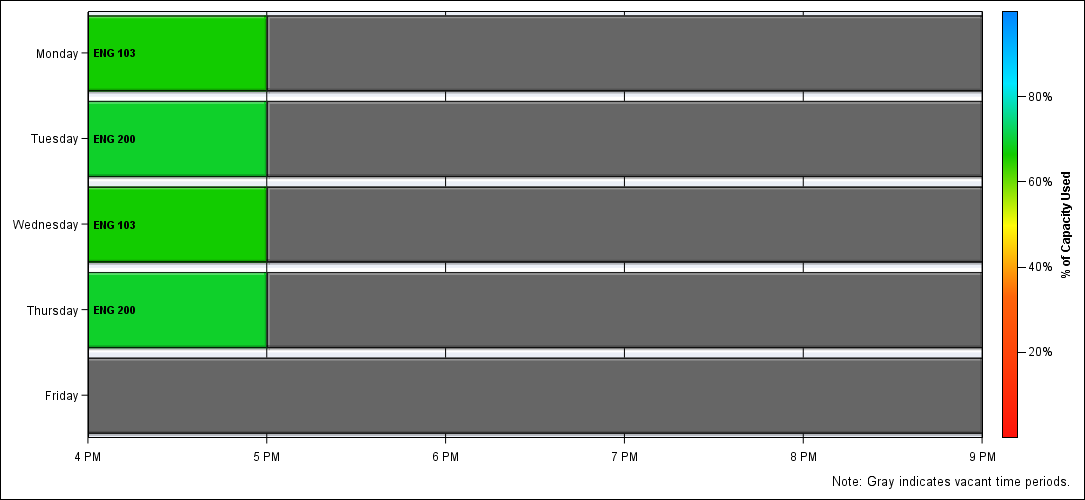 Monday
ENG 103
Tuesday
ENG 200
Wednesday
ENG 103
Thursday
ENG 200
Friday
4 PM
5 PM
6 PM
7 PM
8 PM
9 PM
80%
60%
40%
20%
% of Capacity Used
Note: Gray indicates vacant time periods.